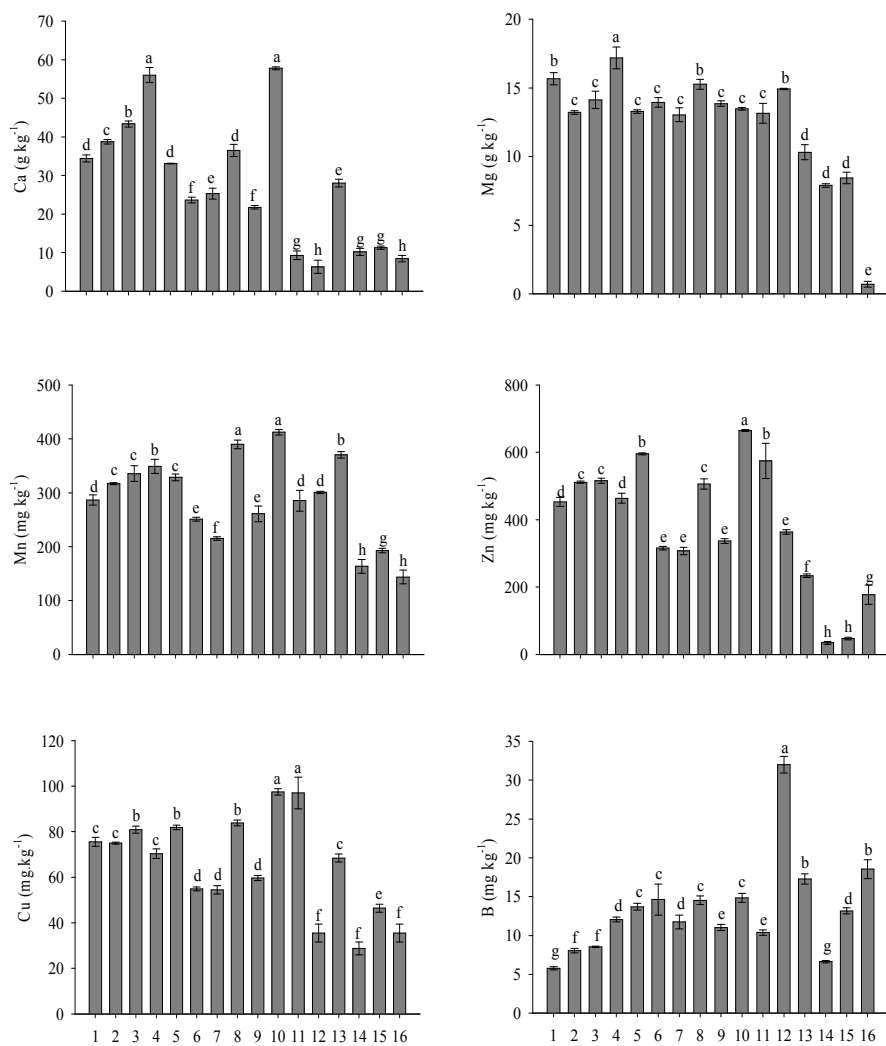 Ca (g kg⁻¹)
70
60
50
40
30
20
10
0
d c b a d f e d f a g h e g g h
Mg (g kg⁻¹)
20
15
10
5
0
b c c a c c c b c c c b d d d e
Mn (mg kg⁻¹)
500
400
300
200
100
0
d c c b c e f a e a d c b h g h
Zn (mg kg⁻¹)
800
600
400
200
0
d c c d b e e c e a b e f h h g
Cu (mg.kg⁻¹)
120
100
80
60
40
20
0
c c b c b d d b d a a f c f e f
1 2 3 4 5 6 7 8 9 10 11 12 13 14 15 16
B (mg kg⁻¹)
35
30
25
20
15
10
5
0
g f f d c c d c e c e a b g d b
1 2 3 4 5 6 7 8 9 10 11 12 13 14 15 16